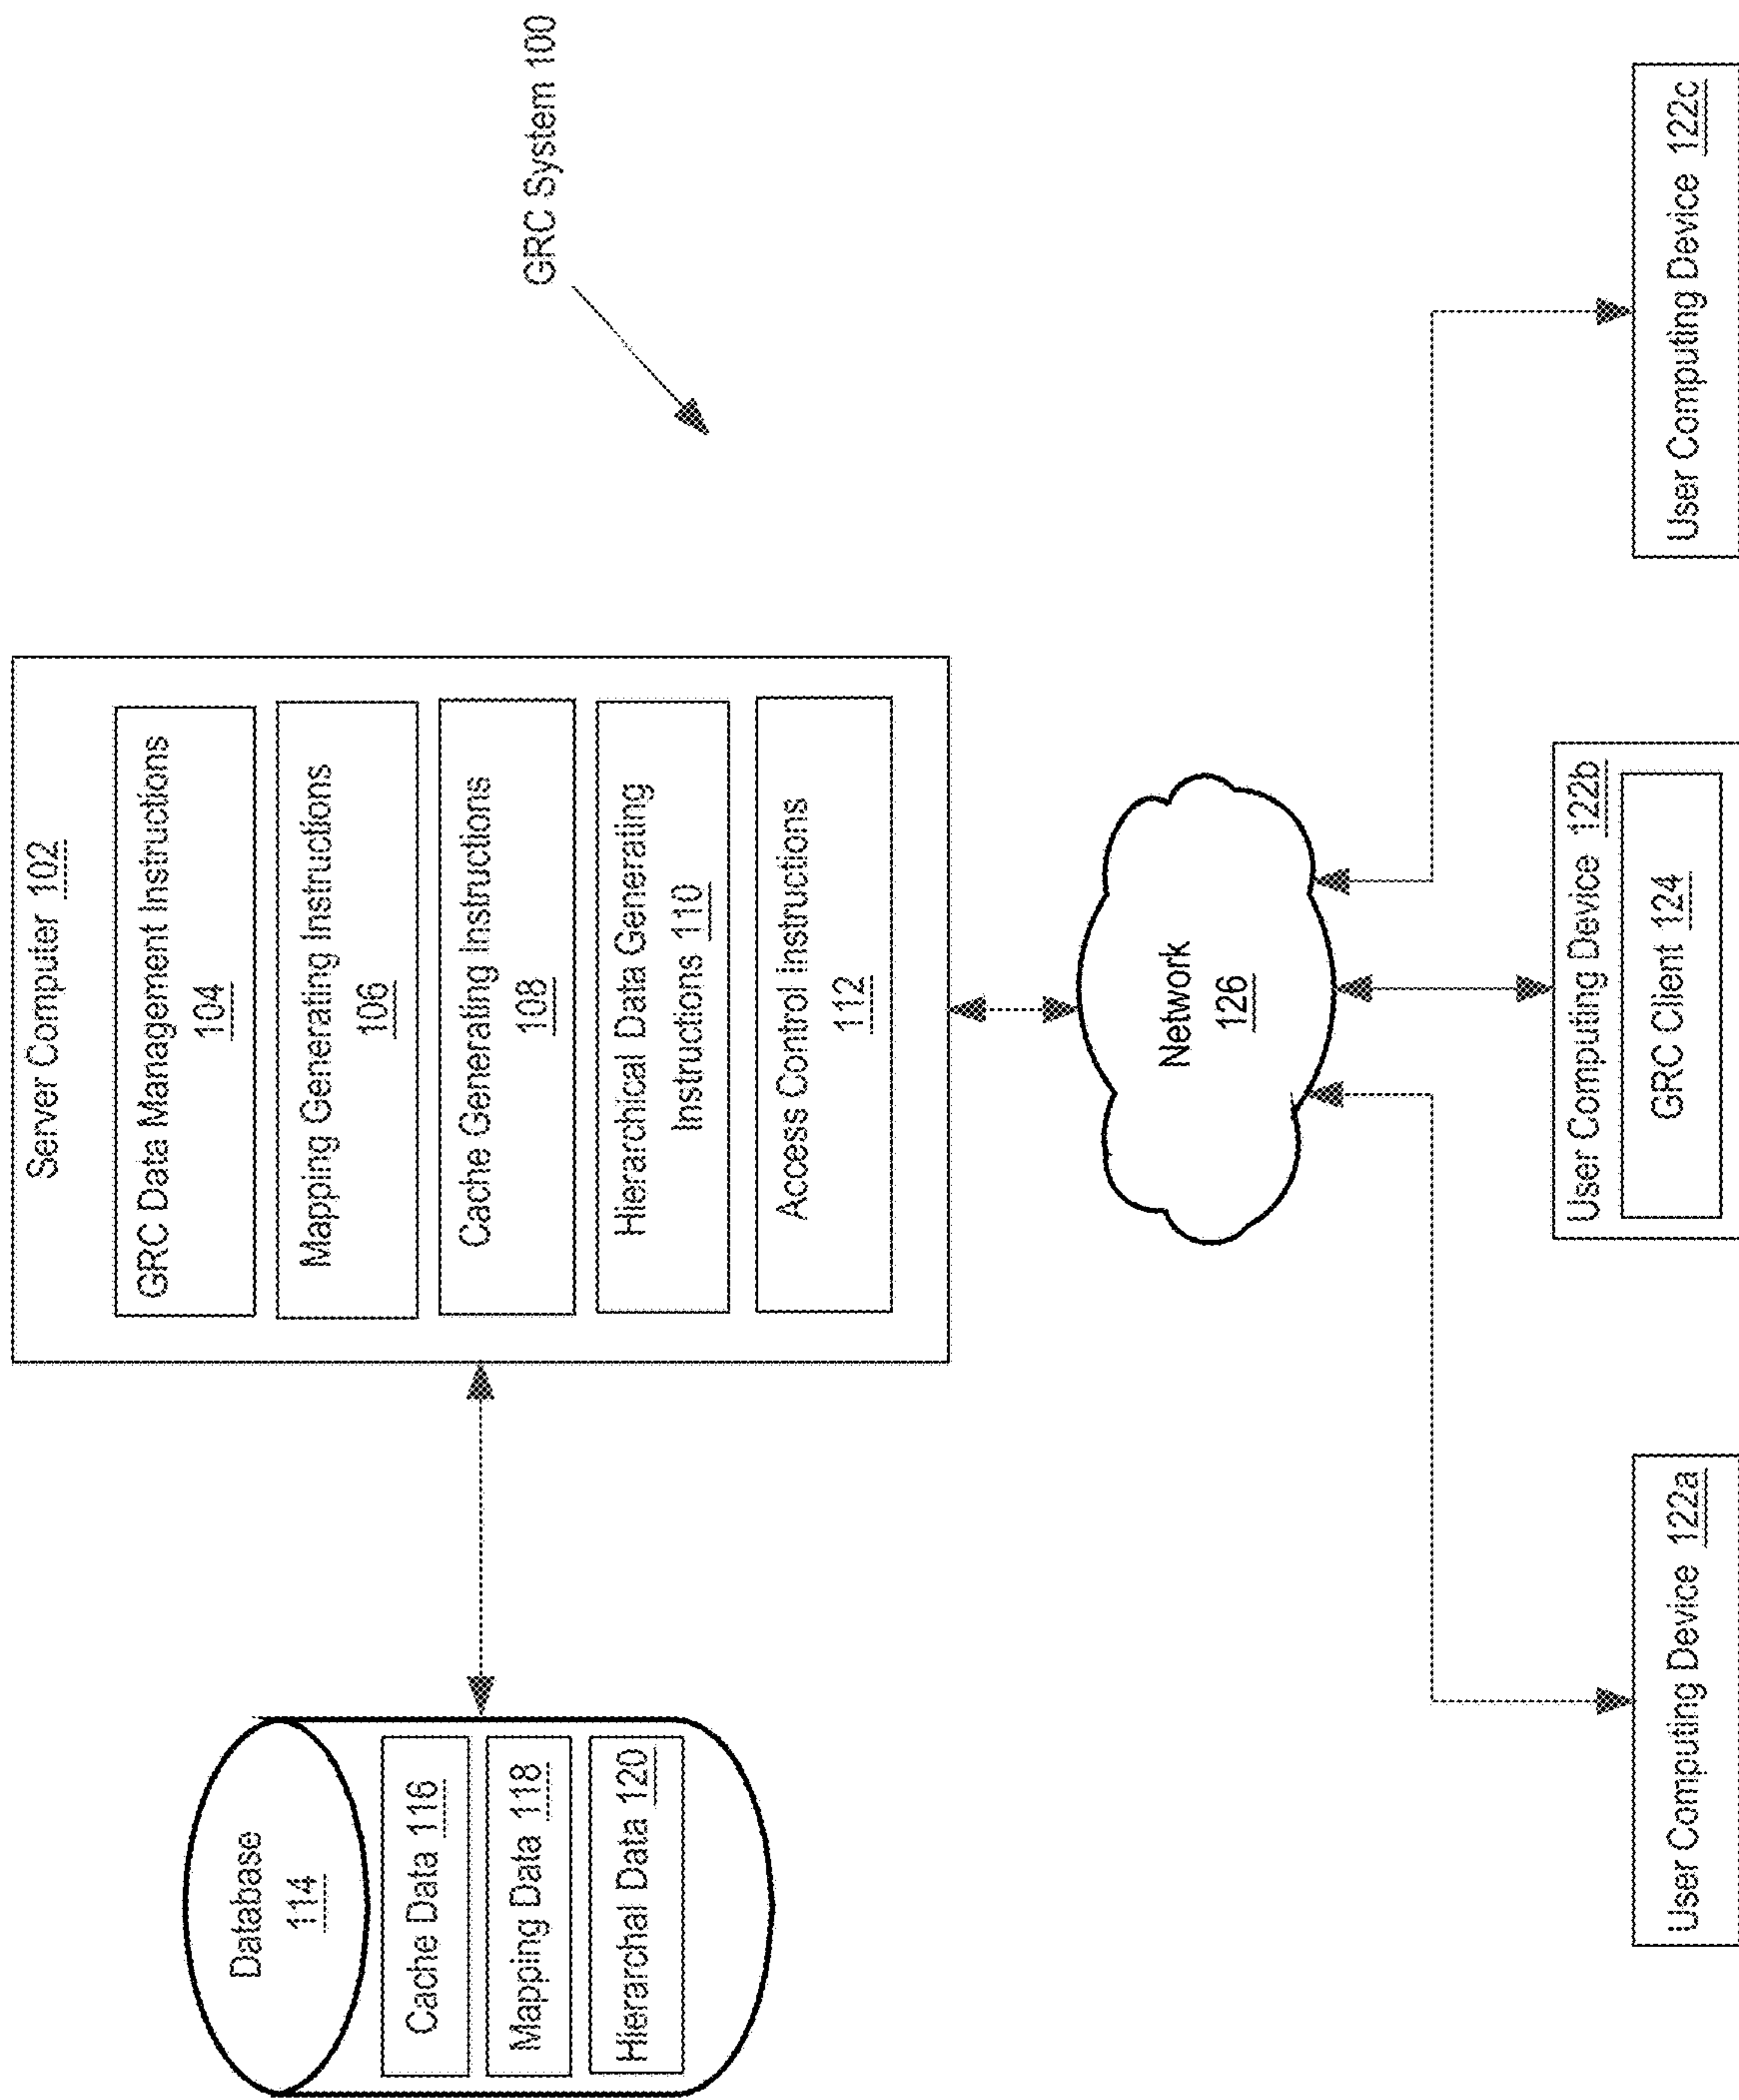 Server Computer 102
GRC Data Management Instructions
104
Mapping Generating Instructions
106
Cache Generating Instructions
108
Hierarchical Data Generating
Instructions 110
Access Control Instructions
112
Database
114
Cache Data 116
Mapping Data 118
Hierarchal Data 120
GRC System 100
Network
126
User Computing Device 122a
User Computing Device 122b
GRC Client 124
User Computing Device 122c